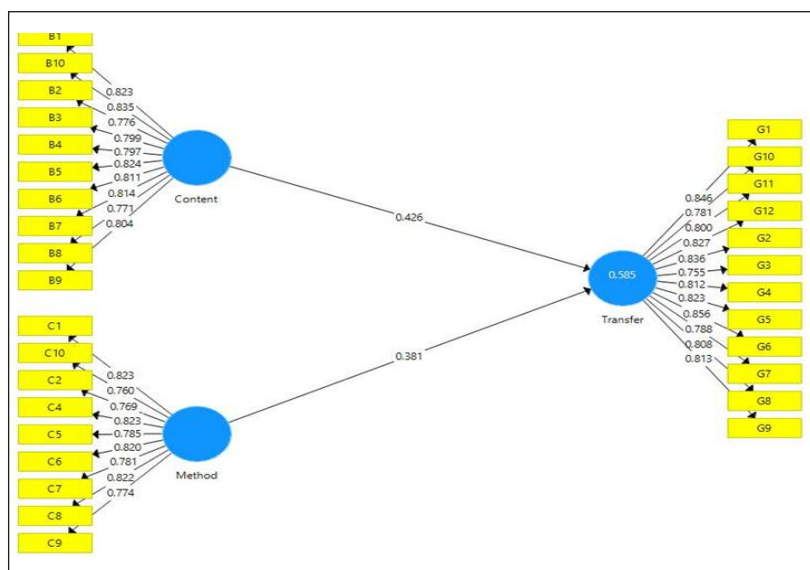 B1
B10
B2
B3
B4
B5
B6
B7
B8
B9
0.823
0.835
0.776
0.799
0.797
0.824
0.811
0.814
0.771
0.804
Content
C1
C10
C2
C4
C5
C6
C7
C8
C9
0.823
0.760
0.769
0.823
0.785
0.820
0.781
0.822
0.774
Method
0.426
0.381
0.585
Transfer
0.846
0.781
0.800
0.827
0.836
0.755
0.812
0.823
0.856
0.788
0.808
0.813
G1
G10
G11
G12
G2
G3
G4
G5
G6
G7
G8
G9